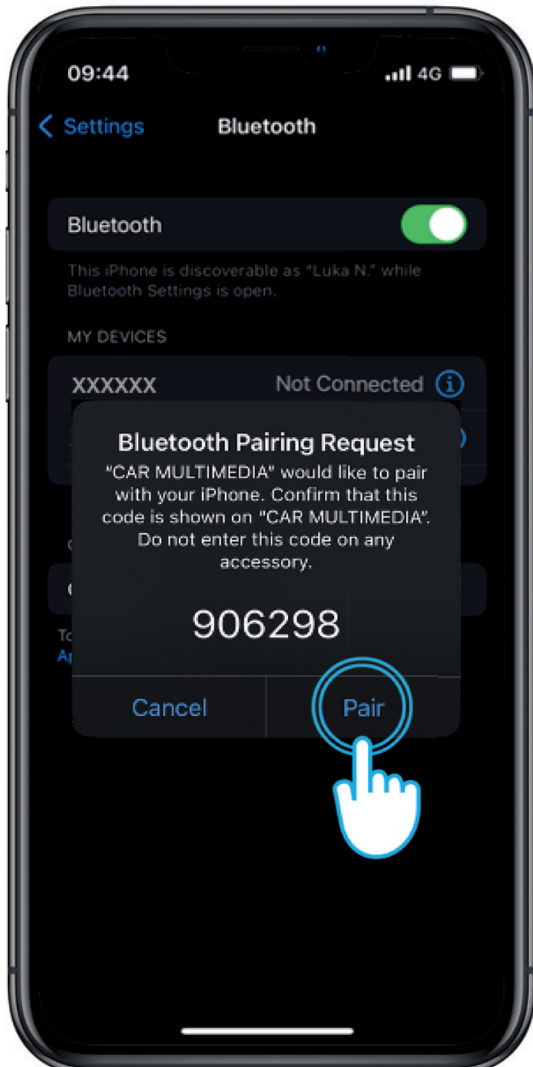 09:44
4G
Settings
Bluetooth
Bluetooth
This iPhone is discoverable as "Luka N." while
Bluetooth Settings is open.
MY DEVICES
XXXXXX Not Connected
Bluetooth Pairing Request
"CAR MULTIMEDIA" would like to pair
with your iPhone. Confirm that this
code is shown on "CAR MULTIMEDIA".
Do not enter this code on any
accessory.
906298
Cancel
Pair